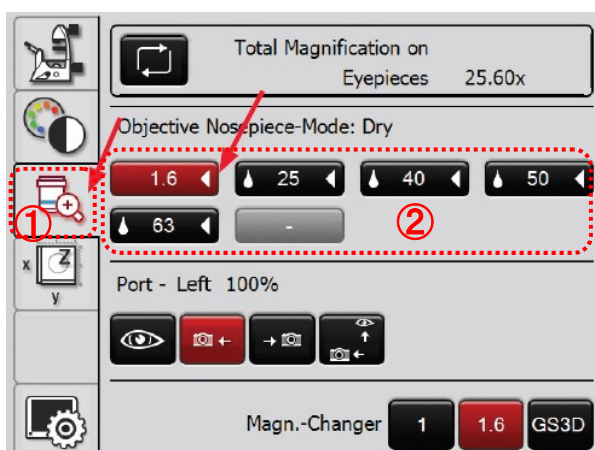 Total Magnification on
Eyepieces 25.60x
Objective Nosepiece-Mode: Dry
1.6 25 40 50
① 63 - ②
x Z
y
Port - Left 100%
Magn.-Changer 1 1.6 GS3D